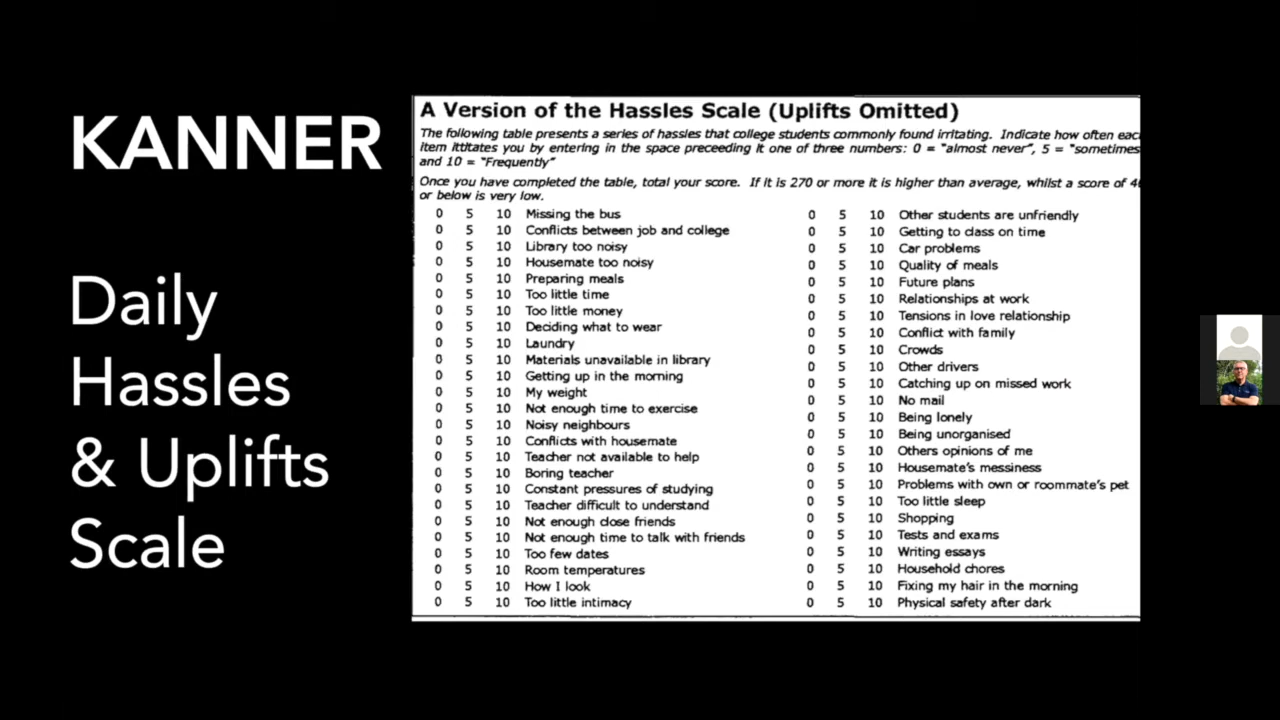 KANNER
Daily
Hassles
& Uplifts
Scale
A Version of the Hassles Scale (Uplifts Omitted)
The following table presents a series of hassles that college students commonly found irritating. Indicate how often eac
item ittitates you by entering in the space preceeding it one of three numbers: 0 = "almost never", 5 = "sometimes
and 10 = "Frequently"
Once you have completed the table, total your score. If it is 270 or more it is higher than average, whilst a score of 4
or below is very low.
0 5 10 Missing the bus
0 5 10 Conflicts between job and college
0 5 10 Library too noisy
0 5 10 Housemate too noisy
0 5 10 Preparing meals
0 5 10 Too little time
0 5 10 Too little money
0 5 10 Deciding what to wear
0 5 10 Laundry
0 5 10 Materials unavailable in library
0 5 10 Getting up in the morning
0 5 10 My weight
0 5 10 Not enough time to exercise
0 5 10 Noisy neighbours
0 5 10 Conflicts with housemate
0 5 10 Teacher not available to help
0 5 10 Boring teacher
0 5 10 Constant pressures of studying
0 5 10 Teacher difficult to understand
0 5 10 Not enough close friends
0 5 10 Not enough time to talk with friends
0 5 10 Too few dates
0 5 10 Room temperatures
0 5 10 How I look
0 5 10 Too little intimacy
0 5 10 Other students are unfriendly
0 5 10 Getting to class on time
0 5 10 Car problems
0 5 10 Quality of meals
0 5 10 Future plans
0 5 10 Relationships at work
0 5 10 Tensions in love relationship
0 5 10 Conflict with family
0 5 10 Crowds
0 5 10 Other drivers
0 5 10 Catching up on missed work
0 5 10 No mail
0 5 10 Being lonely
0 5 10 Being unorganised
0 5 10 Others opinions of me
0 5 10 Housemate's messiness
0 5 10 Problems with own or roommate's pet
0 5 10 Too little sleep
0 5 10 Shopping
0 5 10 Tests and exams
0 5 10 Writing essays
0 5 10 Household chores
0 5 10 Fixing my hair in the morning
0 5 10 Physical safety after dark